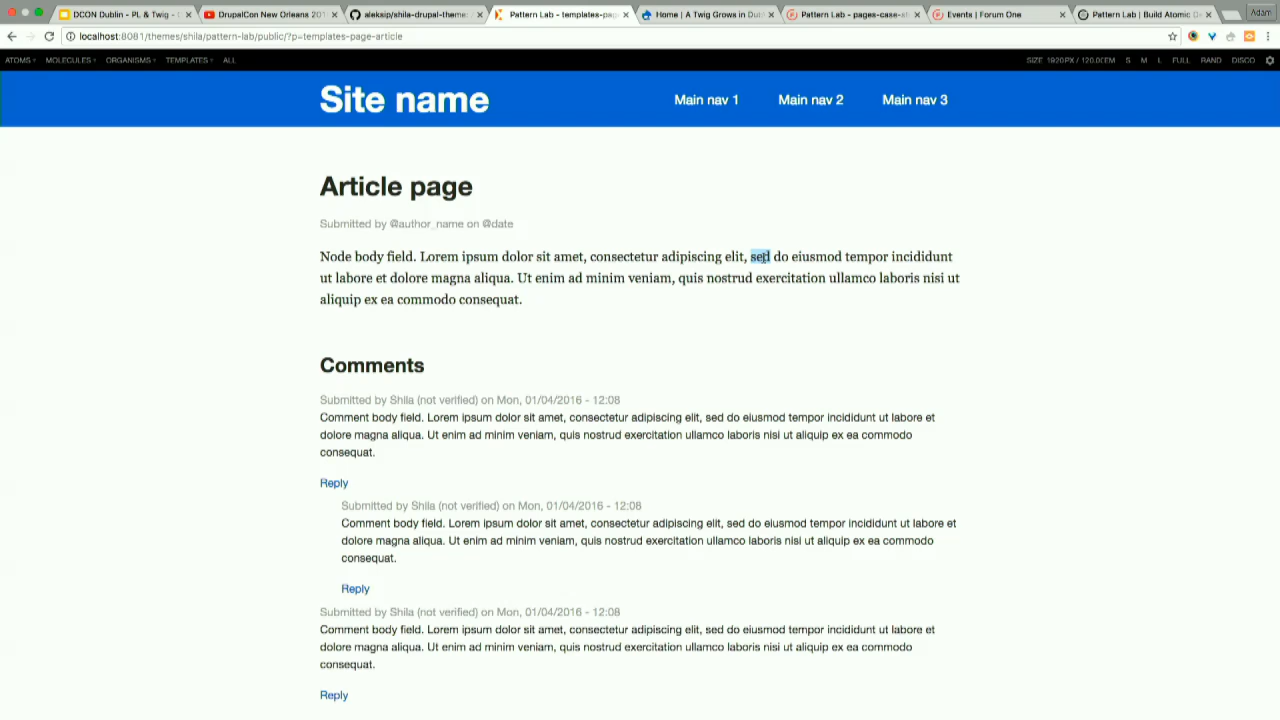 DCON Dublin - PL & Twig -
DrupalCon New Orleans 201
aleksip/shila-drupal-theme:
Pattern Lab - templates-pag
Home | A Twig Grows in Du
Pattern Lab - pages-case-s
Events | Forum One
Pattern Lab | Build Atomic D
Adam
localhost:8081/themes/shila/pattern-lab/public/?p=templates-page-article
ATOMS MOLECULES ORGANISMS TEMPLATES ALL SIZE 1920PX / 120.00EM S M L FULL RAND DISCO
Site name Main nav 1 Main nav 2 Main nav 3
Article page
Submitted by @author_name on @date
Node body field. Lorem ipsum dolor sit amet, consectetur adipiscing elit, sed do eiusmod tempor incididunt
ut labore et dolore magna aliqua. Ut enim ad minim veniam, quis nostrud exercitation ullamco laboris nisi ut
aliquip ex ea commodo consequat.
Comments
Submitted by Shila (not verified) on Mon, 01/04/2016 - 12:08
Comment body field. Lorem ipsum dolor sit amet, consectetur adipiscing elit, sed do eiusmod tempor incididunt ut labore et
dolore magna aliqua. Ut enim ad minim veniam, quis nostrud exercitation ullamco laboris nisi ut aliquip ex ea commodo
consequat.
Reply
Submitted by Shila (not verified) on Mon, 01/04/2016 - 12:08
Comment body field. Lorem ipsum dolor sit amet, consectetur adipiscing elit, sed do eiusmod tempor incididunt ut labore et
dolore magna aliqua. Ut enim ad minim veniam, quis nostrud exercitation ullamco laboris nisi ut aliquip ex ea commodo
consequat.
Reply
Submitted by Shila (not verified) on Mon, 01/04/2016 - 12:08
Comment body field. Lorem ipsum dolor sit amet, consectetur adipiscing elit, sed do eiusmod tempor incididunt ut labore et
dolore magna aliqua. Ut enim ad minim veniam, quis nostrud exercitation ullamco laboris nisi ut aliquip ex ea commodo
consequat.
Reply